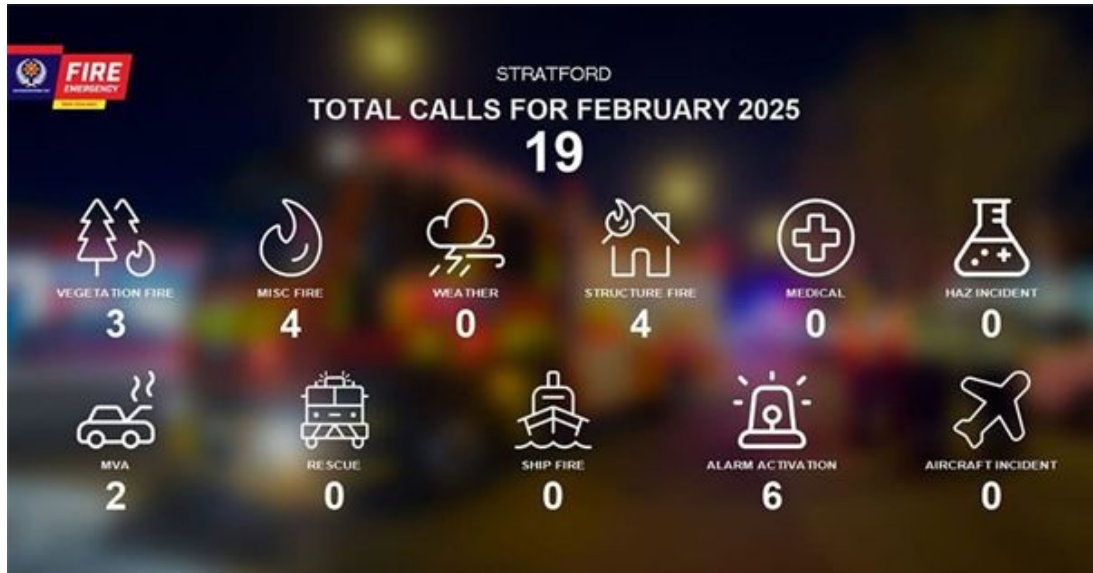 FIRE
EMERGENCY
NEW ZEALAND
STRATFORD
TOTAL CALLS FOR FEBRUARY 2025
19
VEGETATION FIRE
3
MISC FIRE
4
WEATHER
0
STRUCTURE FIRE
4
MEDICAL
0
HAZ INCIDENT
0
MVA
2
RESCUE
0
SHIP FIRE
0
ALARM ACTIVATION
6
AIRCRAFT INCIDENT
0